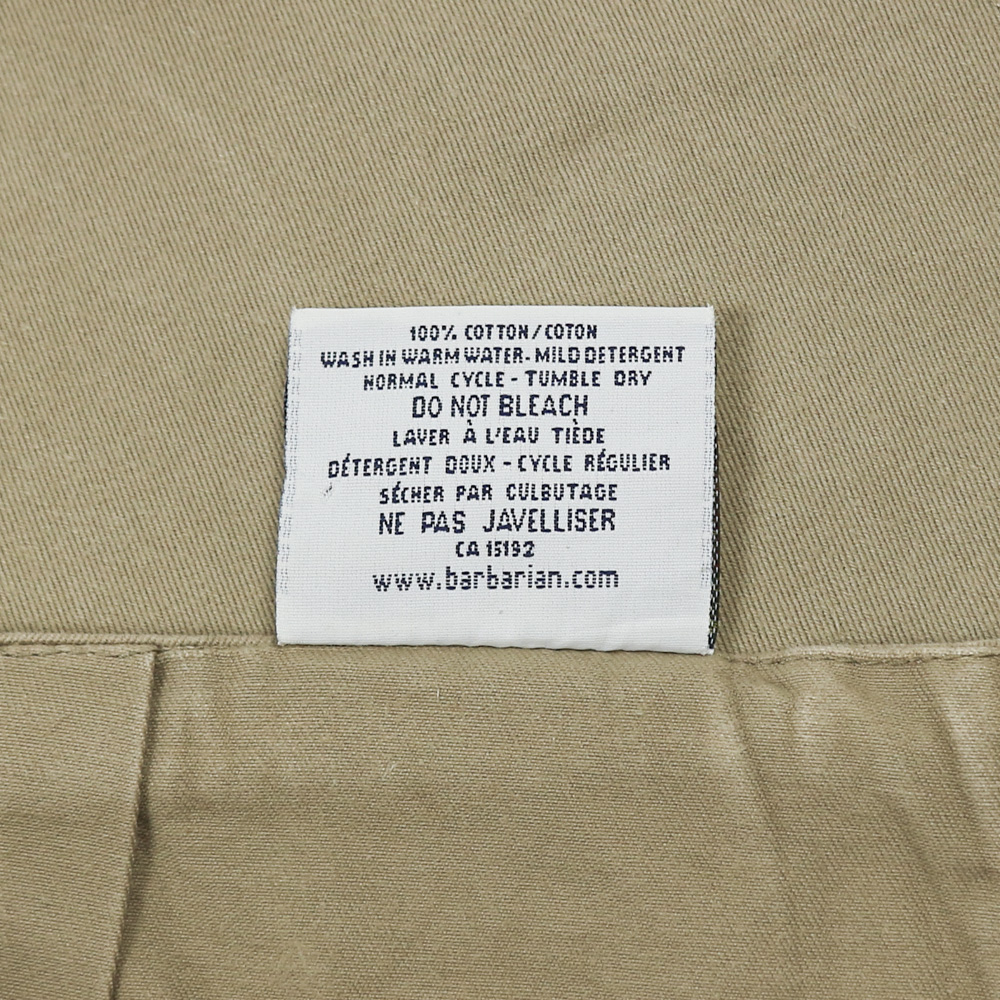 100% COTTON/COTON
WASH IN WARM WATER-MILD DETERGENT
NORMAL CYCLE-TUMBLE DRY
DO NOT BLEACH
LAVER À L'EAU TIÈDE
DÉTERGENT DOUX-CYCLE RÉGULIER
SÉCHER PAR CULBUTAGE
NE PAS JAVELLISER
CA 15192
www.barbarian.com